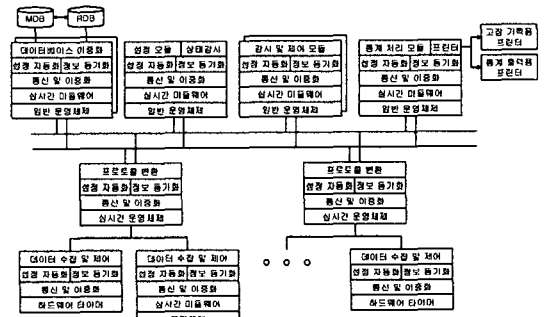 MDB
RDB
데이터베이스 이중화
설정 자동화 정보 동기화
통신 및 이중화
실시간 미들웨어
일반 운영체제
설정 모듈 상태감시
설정 자동화 정보 동기화
통신 및 이중화
실시간 미들웨어
일반 운영체제
감시 및 제어 모듈
설정 자동화 정보 동기화
통신 및 이중화
실시간 미들웨어
일반 운영체제
통계 처리 모듈 프린터
설정 자동화 정보 동기화
통신 및 이중화
실시간 미들웨어
일반 운영체제
고장 기록용
프린터
통계 출력용
프린터
프로토콜 변환
설정 자동화 정보 동기화
통신 및 이중화
실시간 운영체제
프로토콜 변환
설정 자동화 정보 동기화
통신 및 이중화
실시간 운영체제
데이터 수집 및 제어
설정 자동화 정보 동기화
통신 및 이중화
하드웨어 타이머
데이터 수집 및 제어
설정 자동화 정보 동기화
통신 및 이중화
실시간 미들웨어
데이터 수집 및 제어
설정 자동화 정보 동기화
통신 및 이중화
하드웨어 타이머